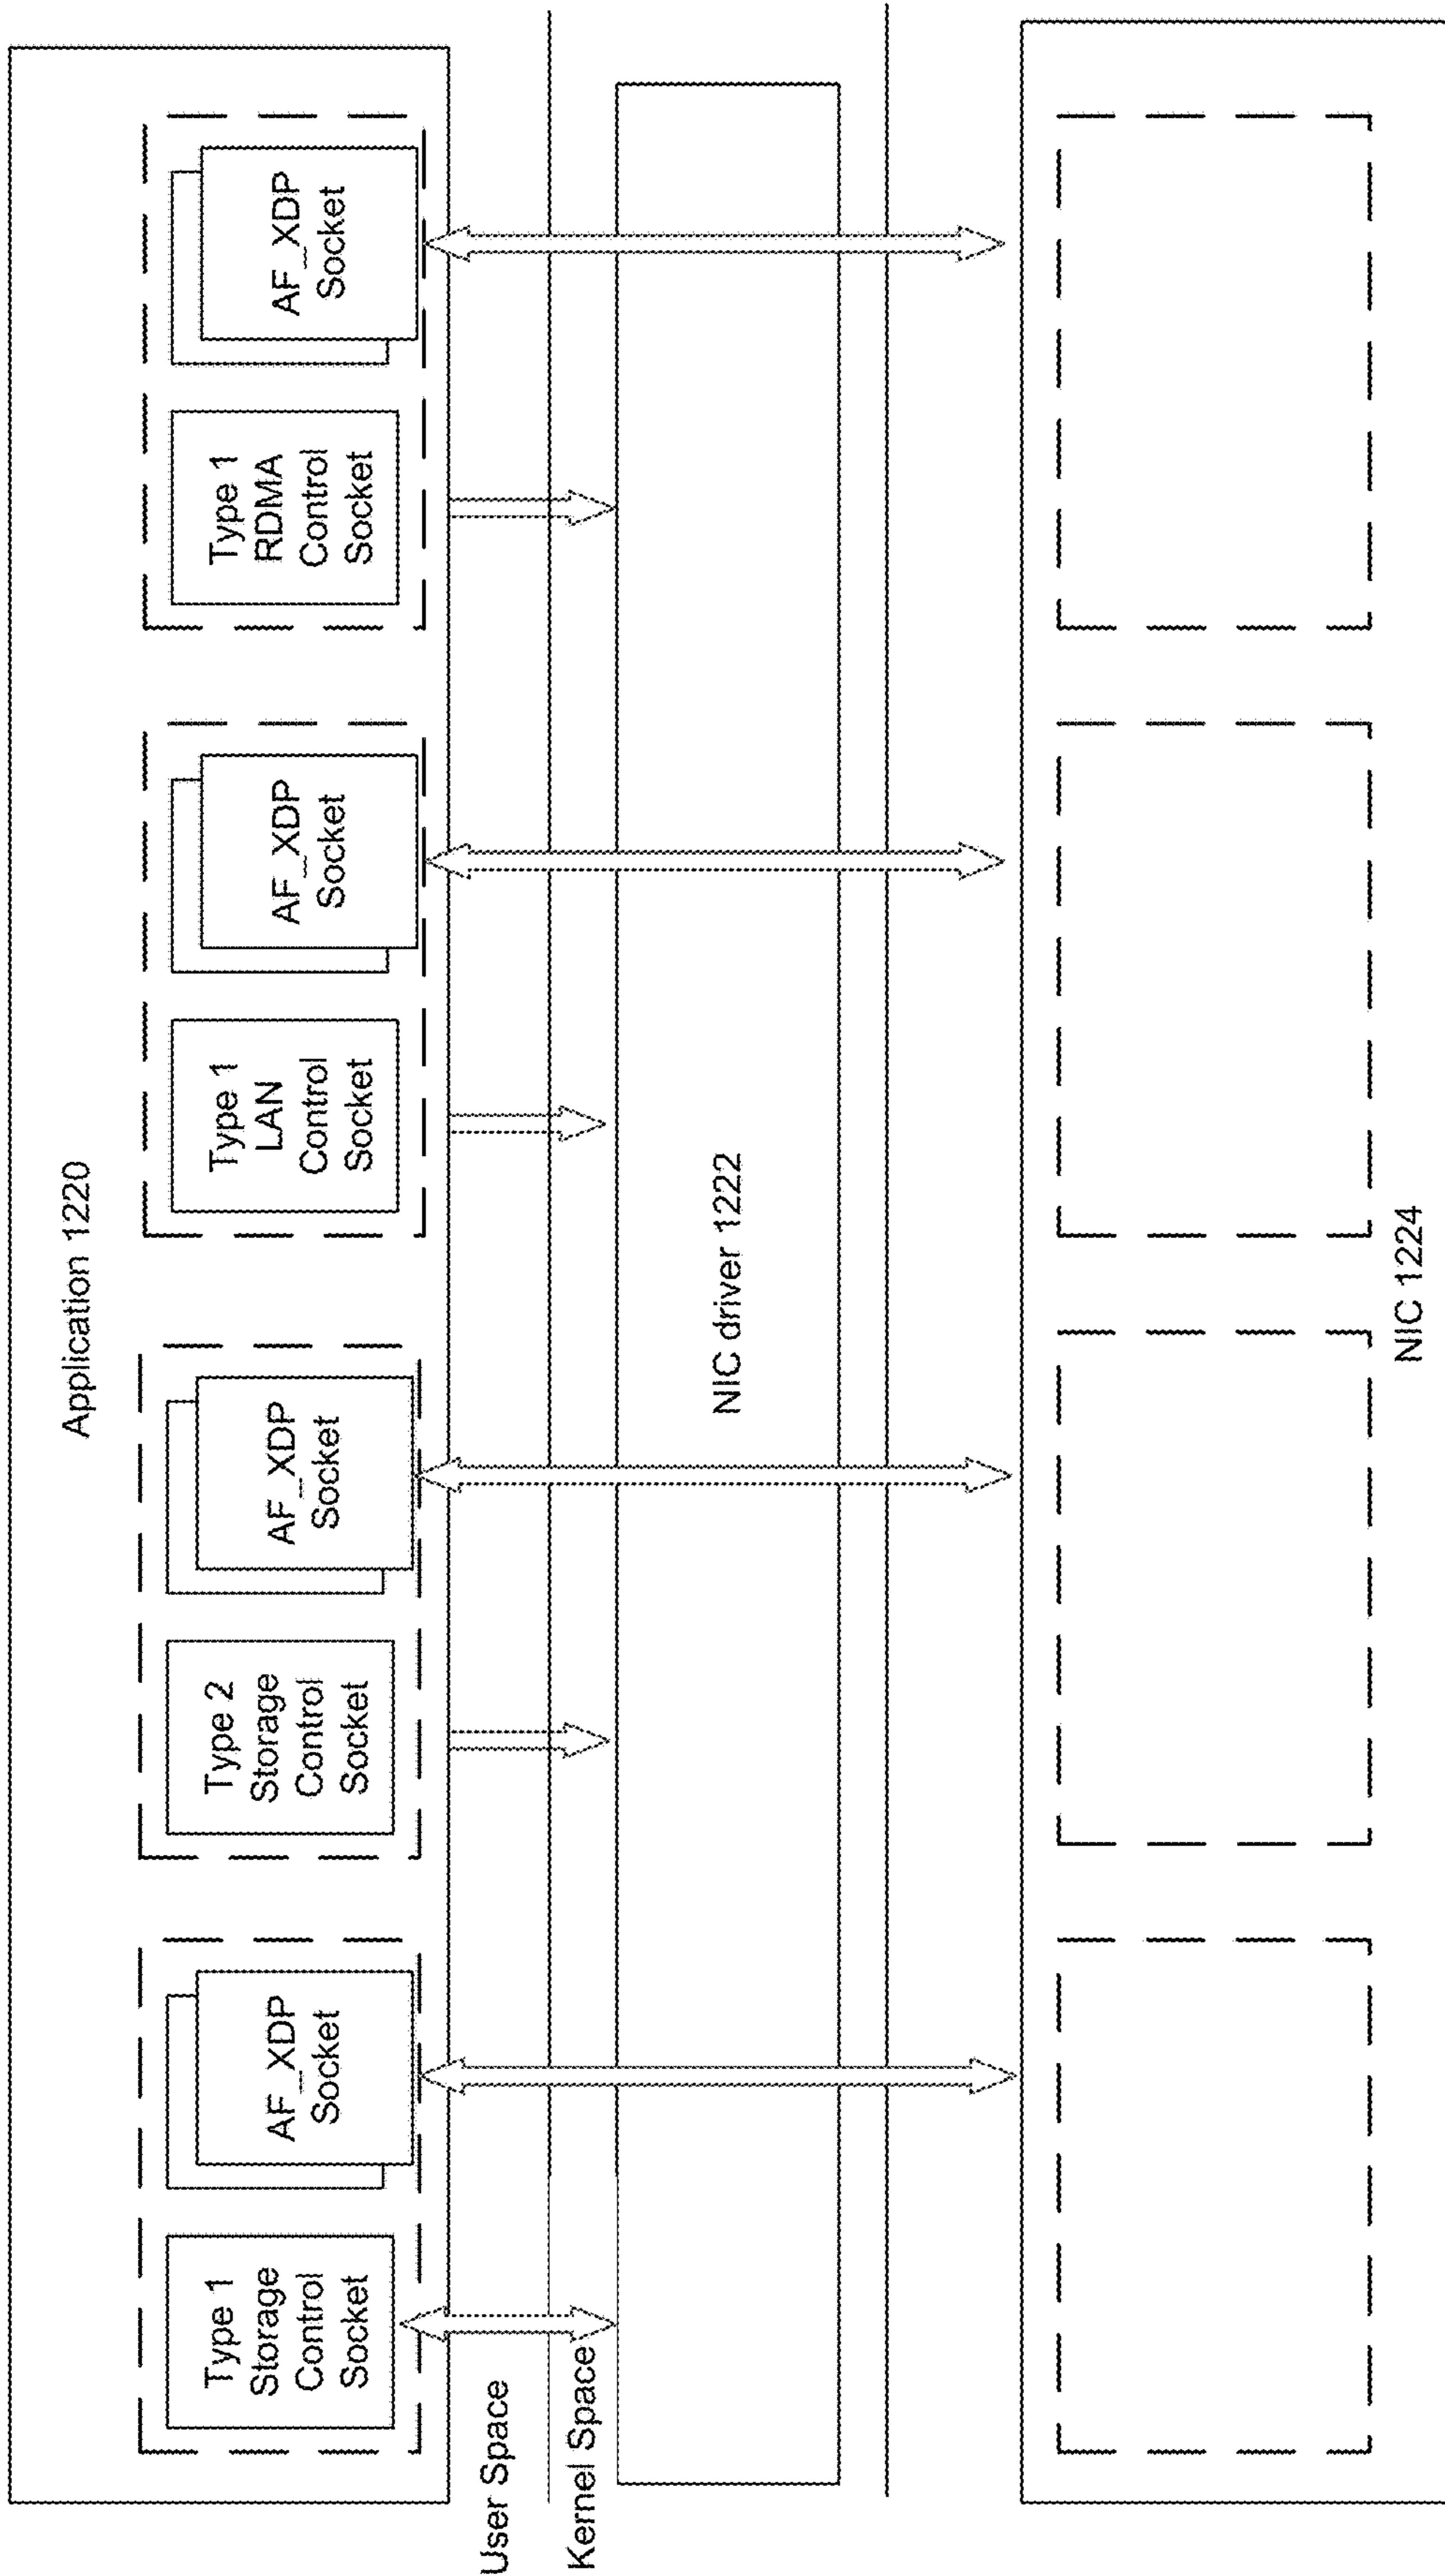 Application 1220
Type 1
Storage
Control
Socket
AF_XDP
Socket
Type 2
Storage
Control
Socket
AF_XDP
Socket
Type 1
LAN
Control
Socket
AF_XDP
Socket
Type 1
RDMA
Control
Socket
AF_XDP
Socket
User Space
Kernel Space
NIC driver 1222
NIC 1224